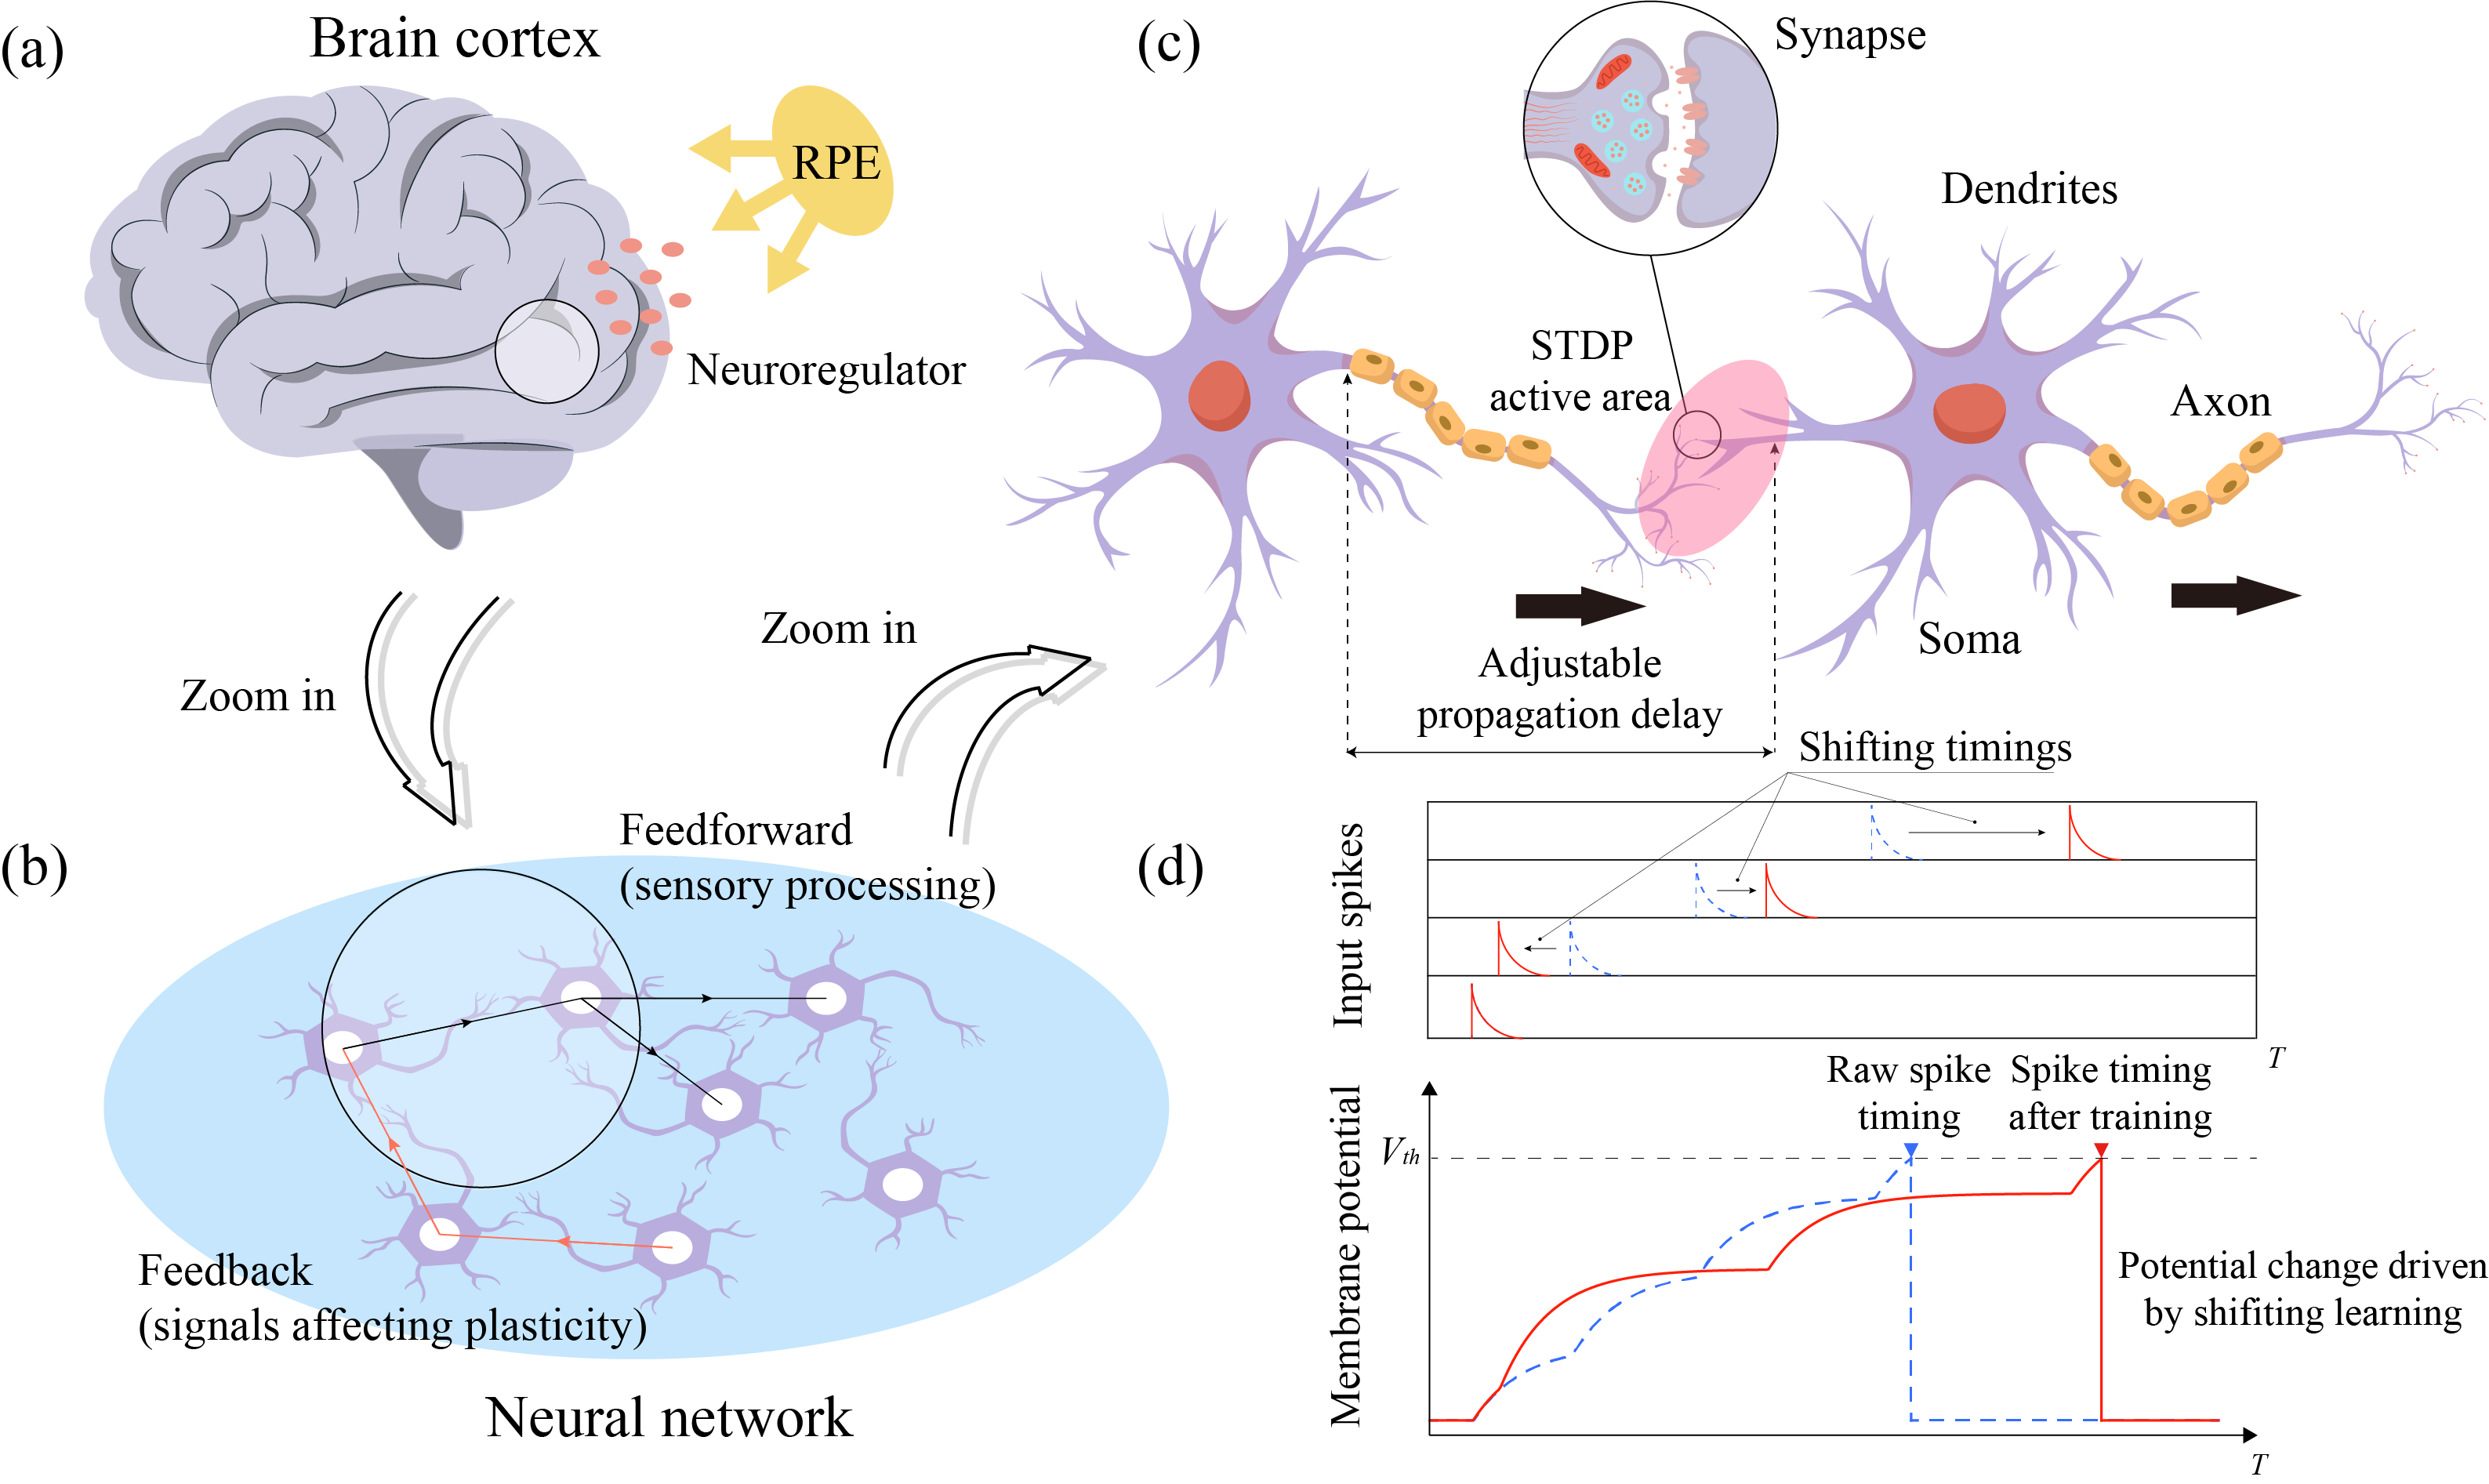 (a)
Brain cortex
RPE
Neuroregulator
Zoom in
Zoom in
(b)
Feedforward
(sensory processing)
Feedback
(signals affecting plasticity)
Neural network
(c)
Synapse
Dendrites
STDP
active area
Axon
Soma
Adjustable
propagation delay
(d)
Shifting timings
Input spikes
T
Raw spike
timing
Spike timing
after training
Vth
Membrane potential
Potential change driven
by shifiting learning
T